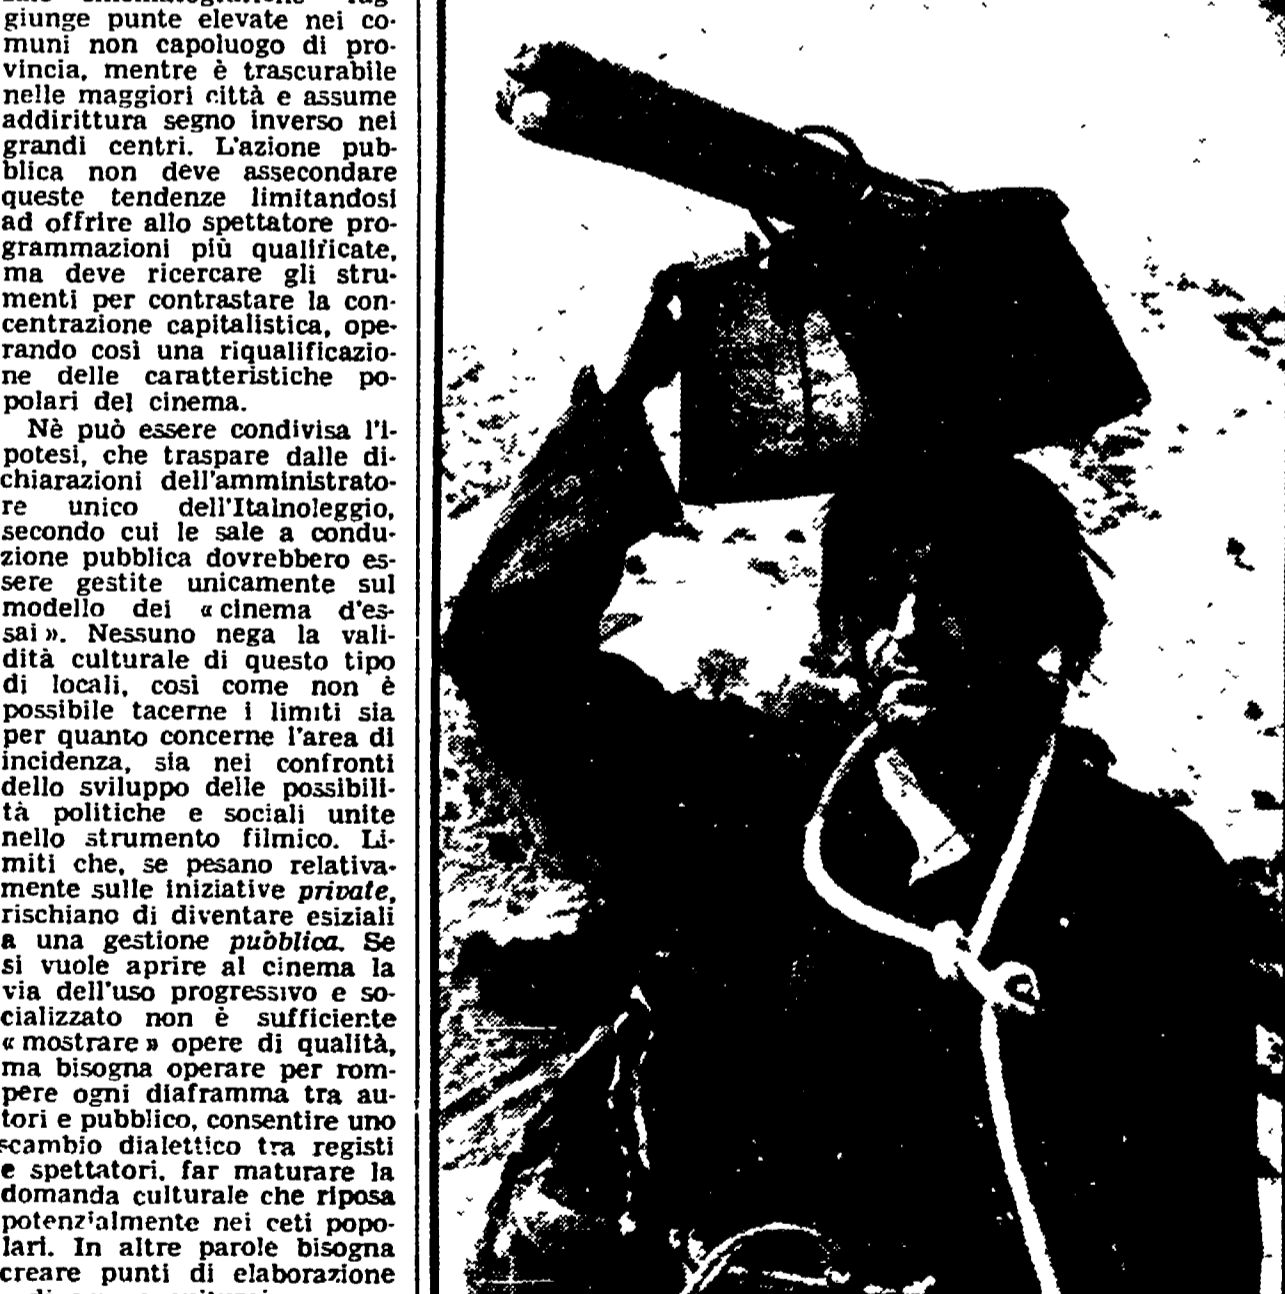 giunge punte elevate nei co-
muni non capoluogo di pro-
vincia, mentre è trascurabile
nelle maggiori città e assume
addirittura segno inverso nei
grandi centri. L'azione pub-
blica non deve assecondare
queste tendenze limitandosi
ad offrire allo spettatore pro-
grammazioni più qualificate,
ma deve ricercare gli stru-
menti per contrastare la con-
centrazione capitalistica, ope-
rando così una riqualificazio-
ne delle caratteristiche po-
polari del cinema.
Nè può essere condivisa l'i-
potesi, che traspare dalle di-
chiarazioni dell'amministrato-
re unico dell'Italnoleggio,
secondo cui le sale a condu-
zione pubblica dovrebbero es-
sere gestite unicamente sul
modello dei « cinema d'es-
sai ». Nessuno nega la vali-
dità culturale di questo tipo
di locali, così come non è
possibile tacerne i limiti sia
per quanto concerne l'area di
incidenza, sia nei confronti
dello sviluppo delle possibili-
tà politiche e sociali unite
nello strumento filmico. Li-
miti che, se pesano relativa-
mente sulle iniziative private,
rischiano di diventare esiziali
a una gestione pubblica. Se
si vuole aprire al cinema la
via dell'uso progressivo e so-
cializzato non è sufficiente
« mostrare » opere di qualità,
ma bisogna operare per rom-
pere ogni diaframma tra au-
tori e pubblico, consentire uno
scambio dialettico tra registi
e spettatori, far maturare la
domanda culturale che riposa
potenzialmente nei ceti popo-
lari. In altre parole bisogna
creare punti di elaborazione